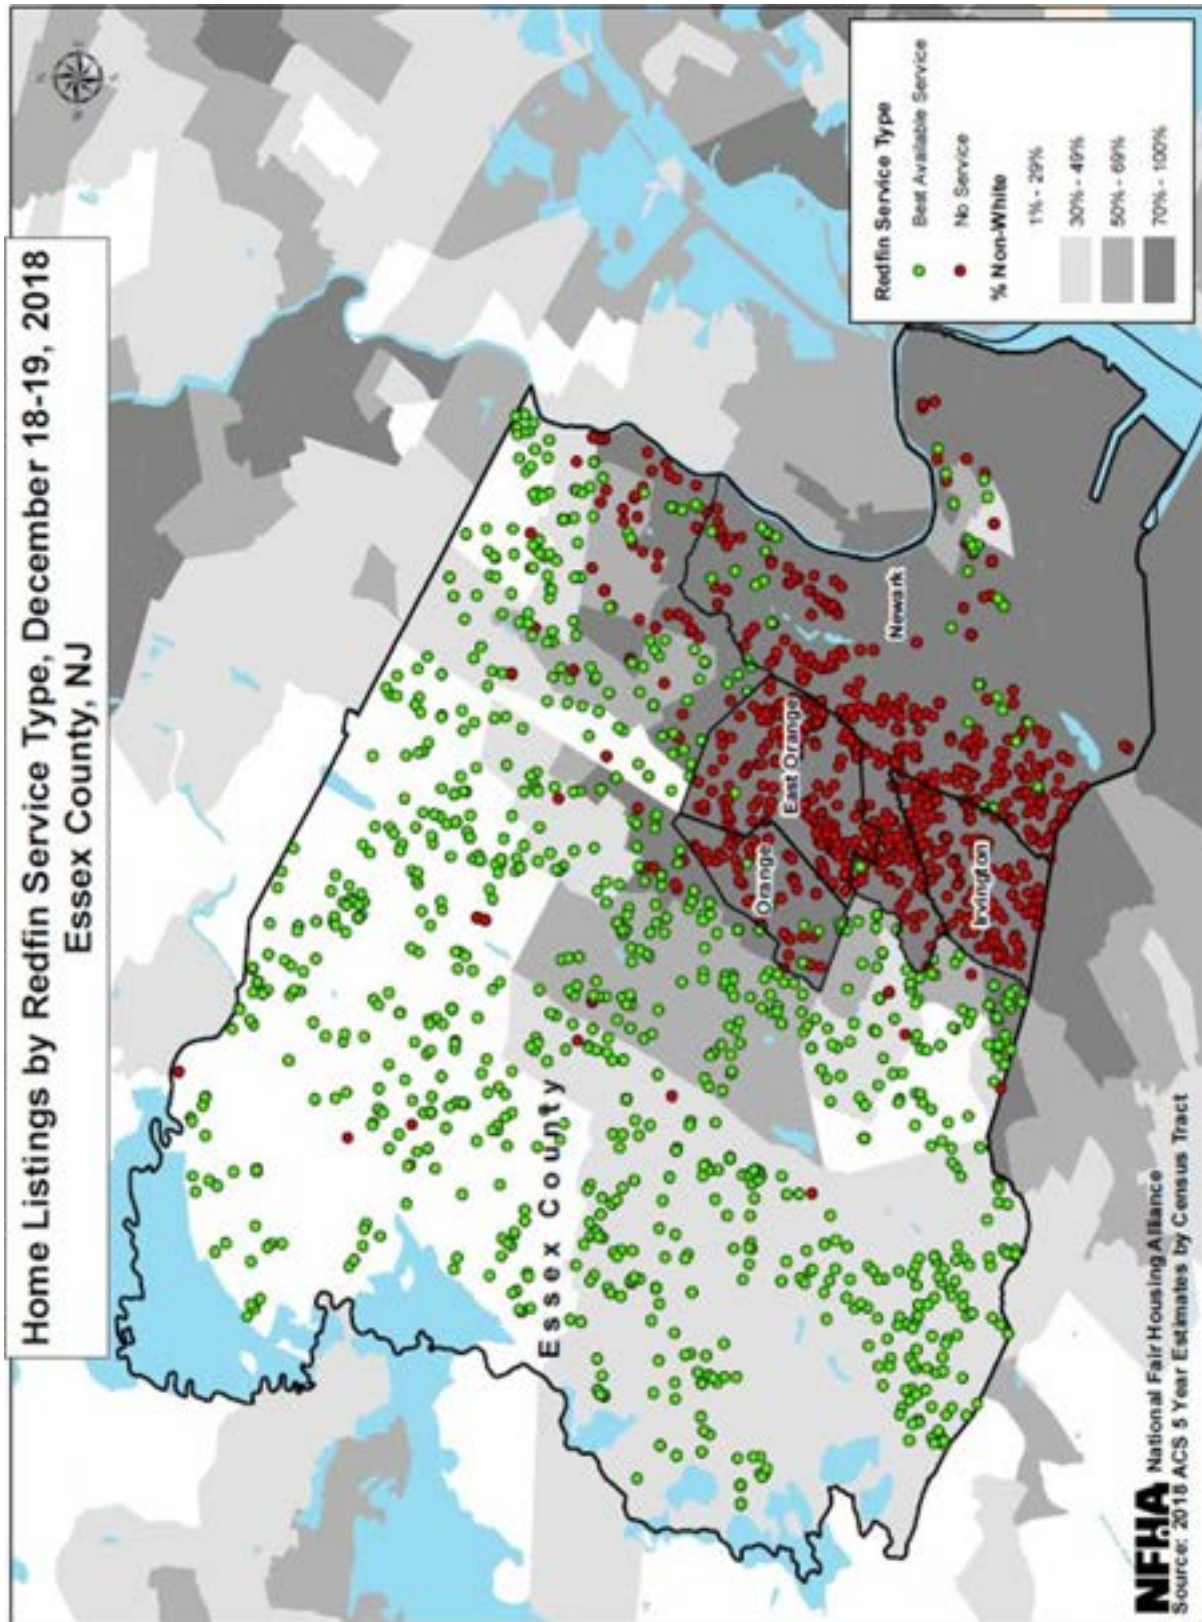 Home Listings by Redfin Service Type, December 18-19, 2018
Essex County, NJ
Essex County
Orange
East Orange
Newark
Irvington
Redfin Service Type
Best Available Service
No Service
% Non-White
1% - 29%
30% - 49%
50% - 69%
70% - 100%
NFHA National Fair Housing Alliance
Source: 2018 ACS 5 Year Estimates by Census Tract